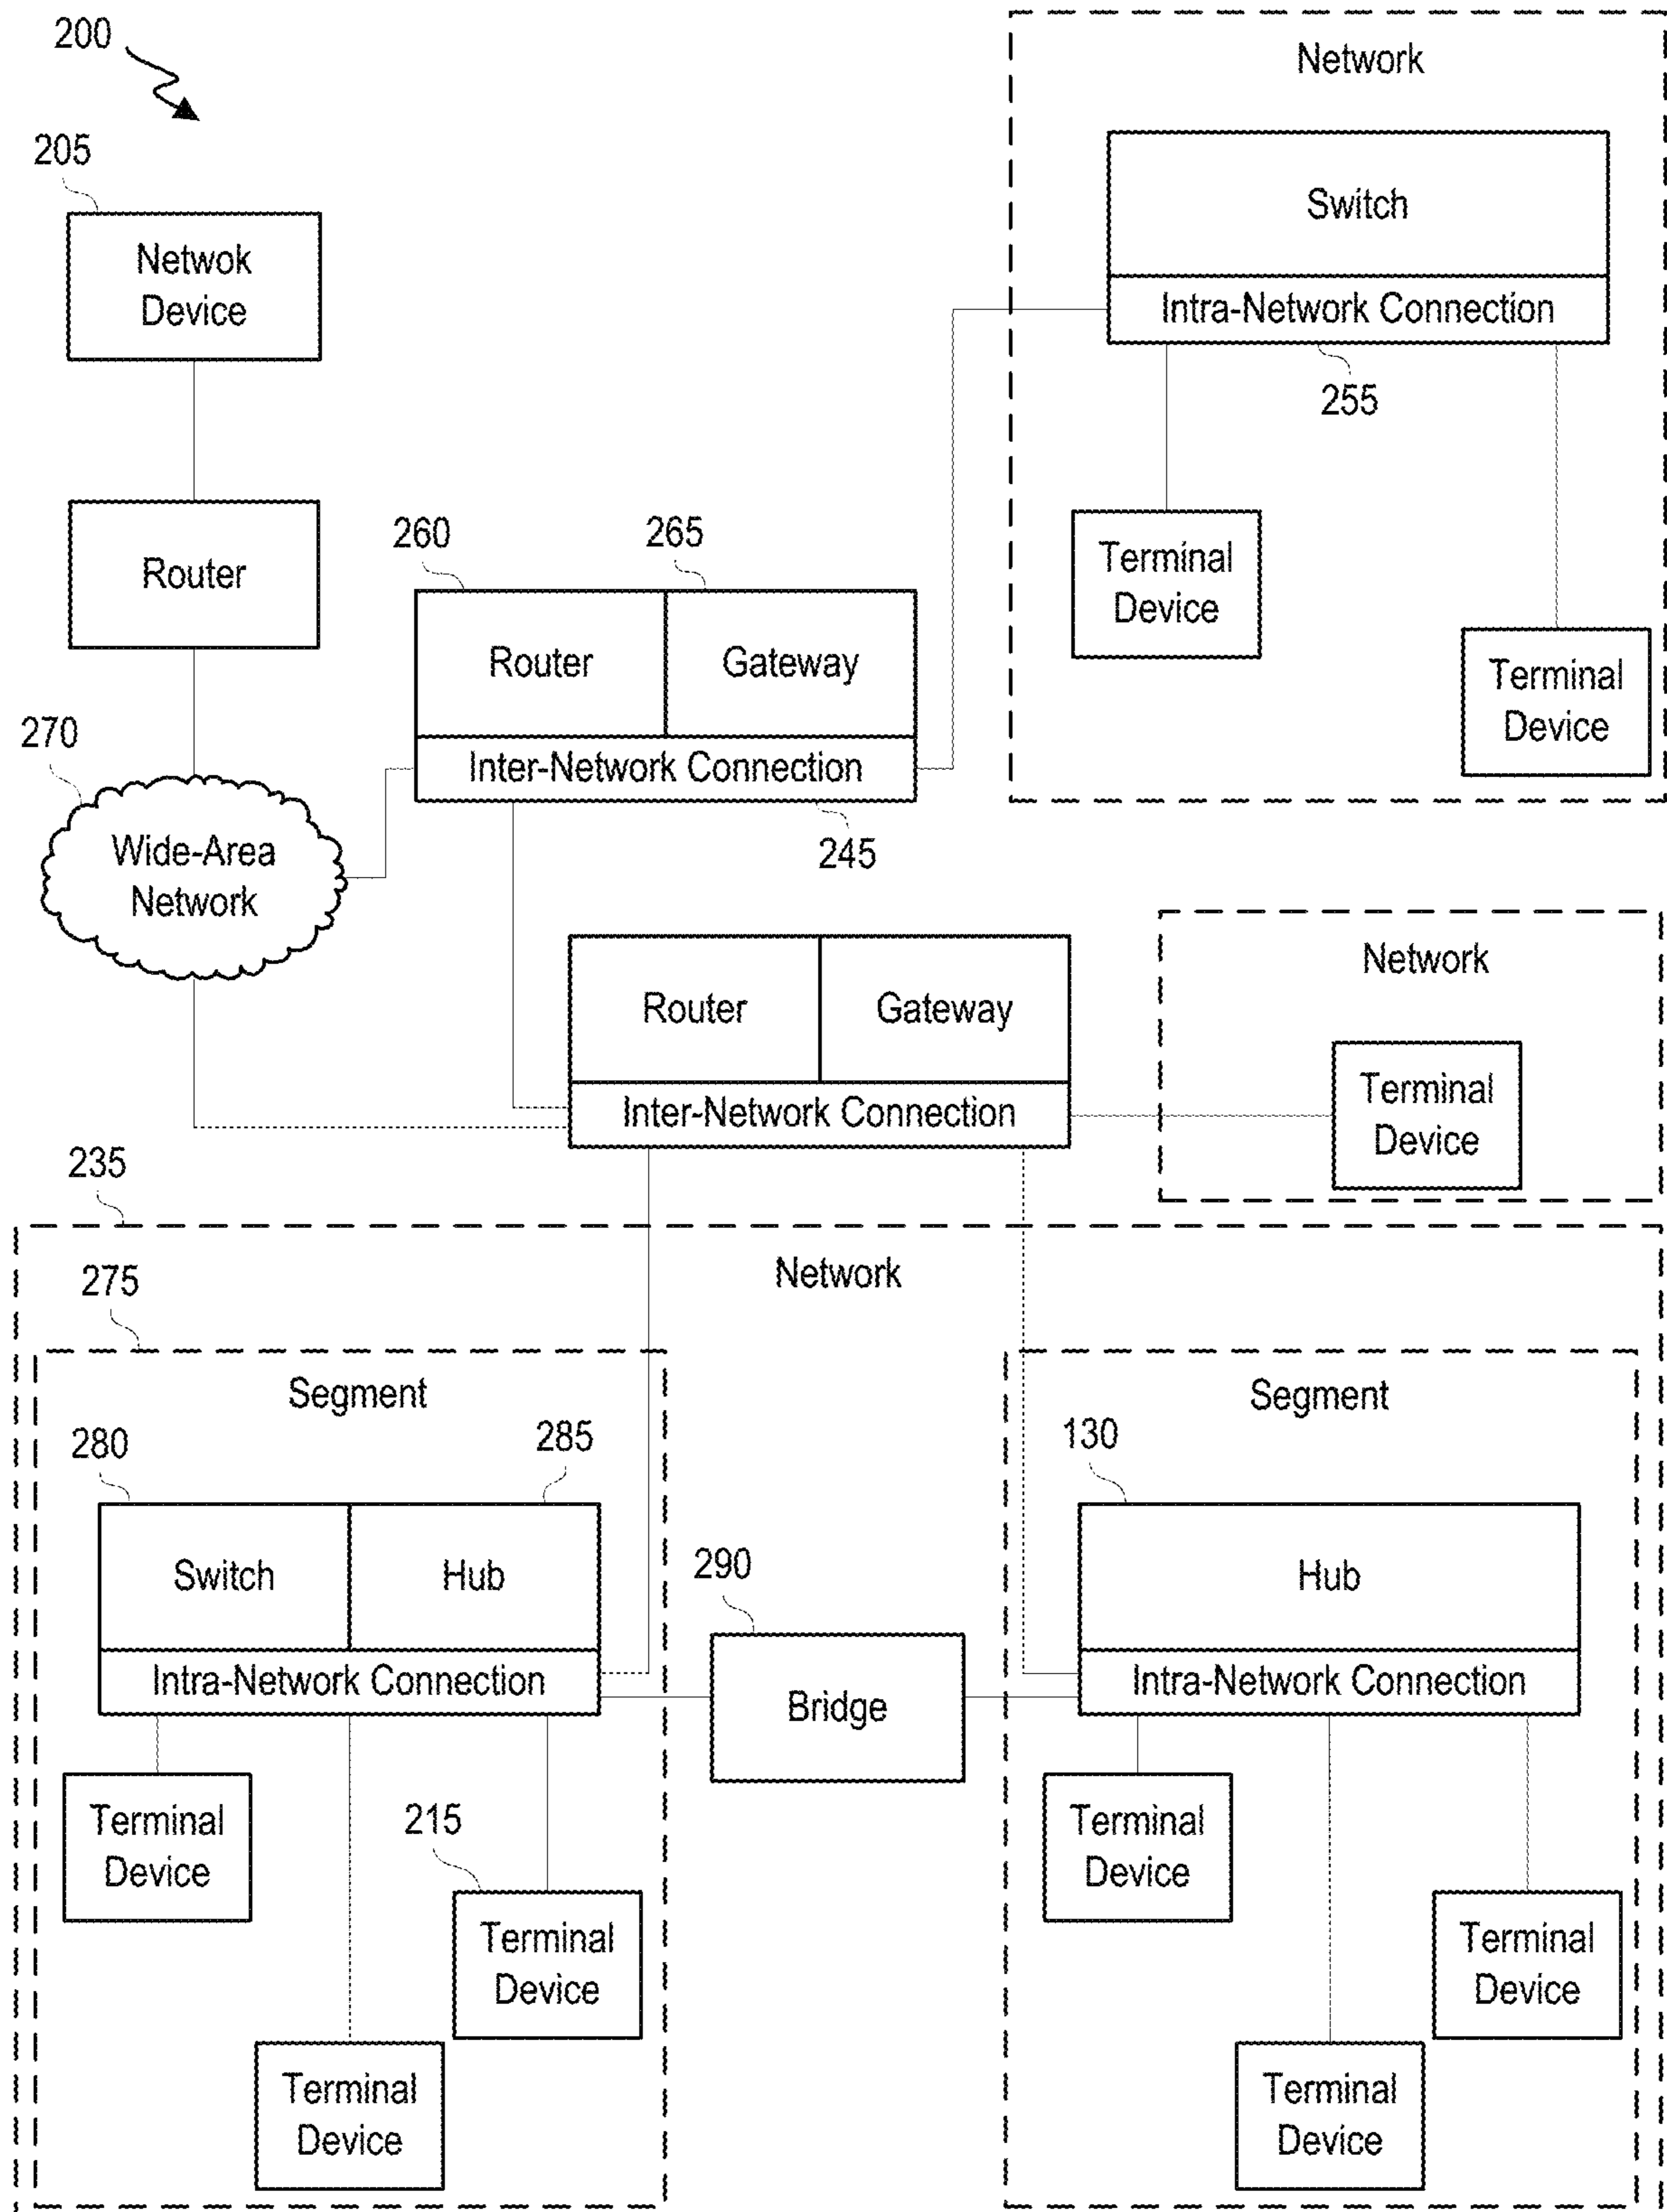 200
Network
205
Switch
Netwok
Device
Intra-Network Connection
255
Router
260
265
Terminal
Device
Router
Gateway
Terminal
Device
270
Inter-Network Connection
245
Wide-Area
Network
Network
Router
Gateway
Terminal
Device
Inter-Network Connection
235
Network
275
Segment
Segment
280
285
130
Switch
Hub
290
Hub
Intra-Network Connection
Bridge
Intra-Network Connection
Terminal
Device
215
Terminal
Device
Terminal
Device
Terminal
Device
Terminal
Device
Terminal
Device